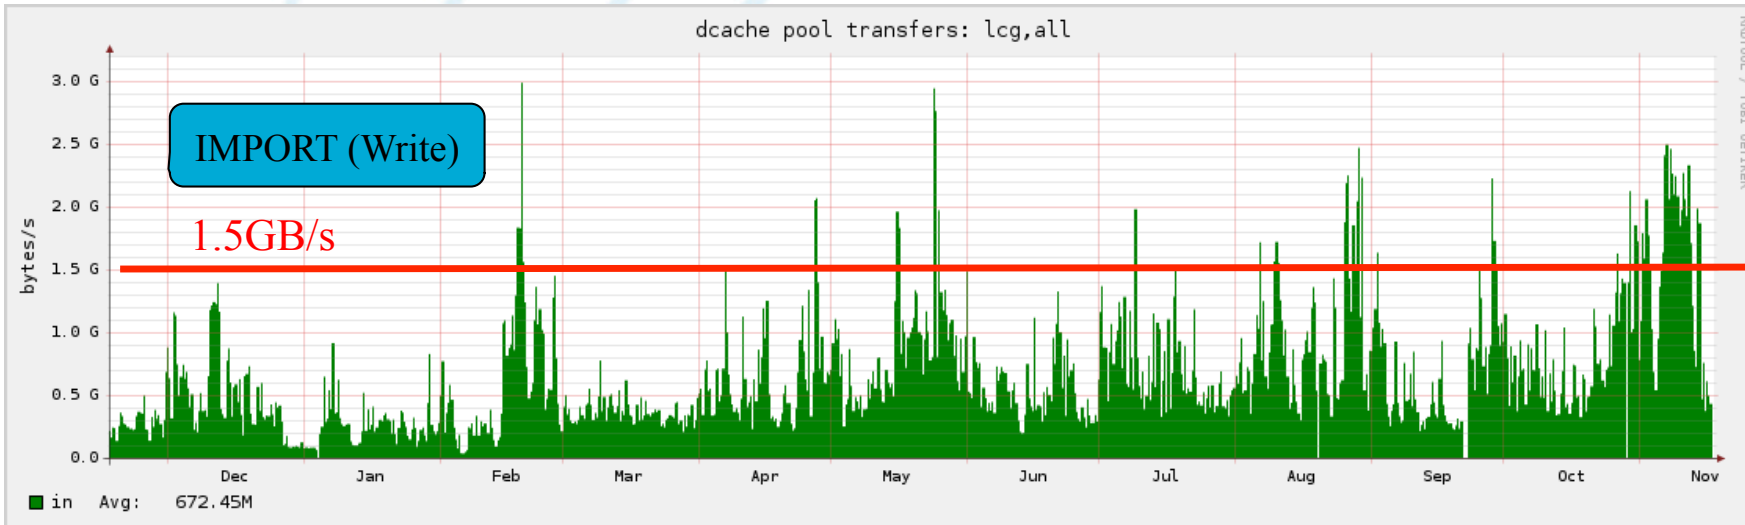 dcache pool transfers: lcg,all
3.0 G
2.5 G
2.0 G
1.5 G
1.0 G
0.5 G
0.0
bytes/s
IMPORT (Write)
1.5GB/s
Dec Jan Feb Mar Apr May Jun Jul Aug Sep Oct Nov
in Avg: 672.45M